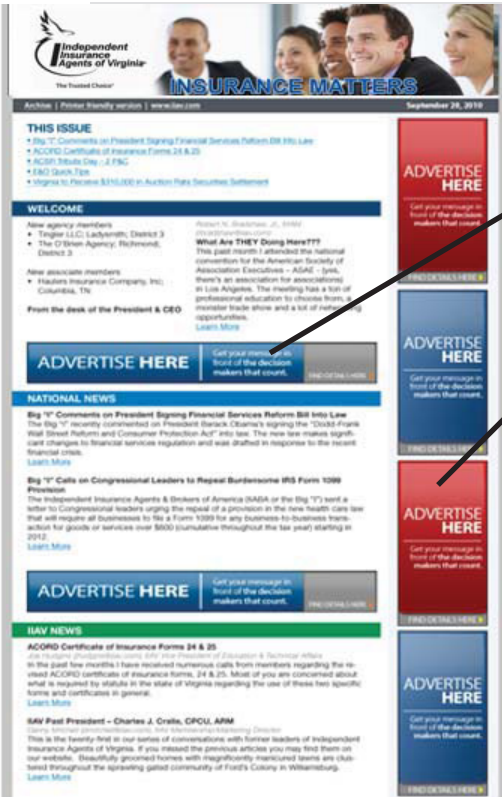 Independent
Insurance
Agents of Virginia
The Trusted Choice®
INSURANCE MATTERS
Archive | Printer friendly version | www.iiav.com
September 28, 2010
THIS ISSUE
• Big "I" Comments on President Signing Financial Services Reform Bill Into Law
• ACORD Certificate of Insurance Forms 24 & 25
• ACSR Tribute Day - 2 P&C
• E&O Quick Tips
• Virginia to Receive $310,000 in Auction Rate Securities Settlement
WELCOME
New agency members
• Tingler LLC; Ladysmith; District 3
• The O'Brien Agency; Richmond;
District 3
New associate members
• Haulers Insurance Company, Inc;
Columbia, TN
From the desk of the President & CEO
Robert N. Bradshaw, Jr.,
What Are THEY Doing Here???
This past month I attended the national
convention for the American Society of
Association Executives – ASAE - (yes,
there's an association for associations)
in Los Angeles. The meeting has a ton of
professional education to choose from, a
monster trade show and a lot of networking
opportunities.
Learn More
ADVERTISE HERE
Get your message in
front of the decision
makers that count.
FIND DETAILS HERE
NATIONAL NEWS
Big "I" Comments on President Signing Financial Services Reform Bill Into Law
The Big "I" recently commented on President Barack Obama's signing the "Dodd-Frank
Wall Street Reform and Consumer Protection Act" into law. The new law makes signifi-
cant changes to financial services regulation and was drafted in response to the recent
financial crisis.
Learn More
Big "I" Calls on Congressional Leaders to Repeal Burdensome IRS Form 1099
Provision
The Independent Insurance Agents & Brokers of America (IIABA or the Big "I") sent a
letter to Congressional leaders urging the repeal of a provision in the new health care law
that will require all businesses to file a Form 1099 for any business-to-business trans-
action for goods or services over $600 (cumulative throughout the tax year) starting in
2012.
Learn More
ADVERTISE HERE
Get your message in
front of the decision
makers that count.
FIND DETAILS HERE
IIAV NEWS
ACORD Certificate of Insurance Forms 24 & 25
Vice President of Education & Technical Affairs
In the past few months I have received numerous calls from members regarding the re-
vised ACORD certificate of insurance forms, 24 & 25. Most of you are concerned about
what is required by statute in the state of Virginia regarding the use of these two specific
forms and certificates in general.
Learn More
IIAV Past President – Charles J. Cralle, CPCU, ARM
Membership/Marketing Director
This is the twenty-first in our series of conversations with former leaders of Independent
Insurance Agents of Virginia. If you missed the previous articles you may find them on
our website. Beautifully groomed homes with magnificently manicured lawns are clus-
tered throughout the sprawling gated community of Ford's Colony in Williamsburg.
Learn More
ADVERTISE
HERE
Get your message in
front of the decision
makers that count.
FIND DETAILS HERE
ADVERTISE
HERE
Get your message in
front of the decision
makers that count.
FIND DETAILS HERE
ADVERTISE
HERE
Get your message in
front of the decision
makers that count.
FIND DETAILS HERE
ADVERTISE
HERE
Get your message in
front of the decision
makers that count.
FIND DETAILS HERE